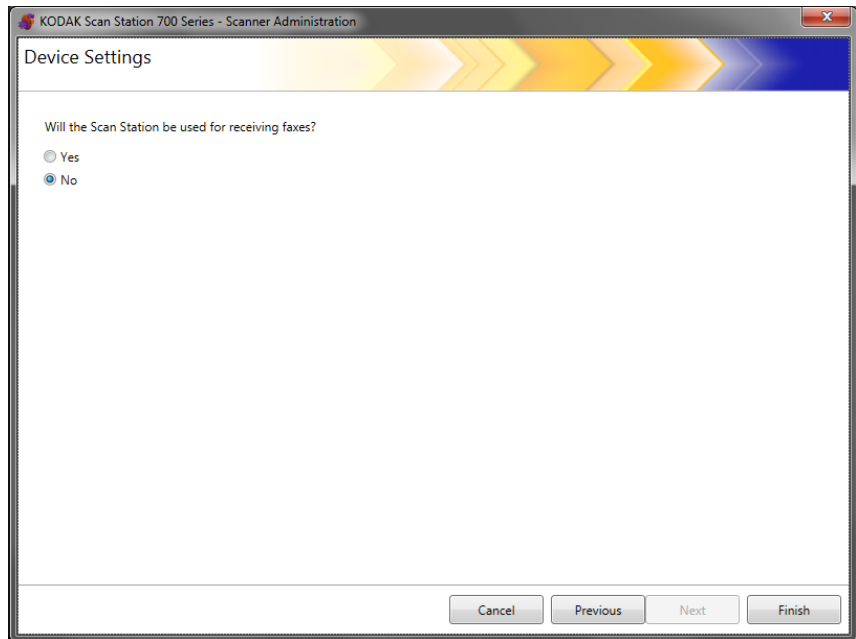 KODAK Scan Station 700 Series - Scanner Administration
Device Settings
Will the Scan Station be used for receiving faxes?
Yes
No
Cancel Previous Next Finish